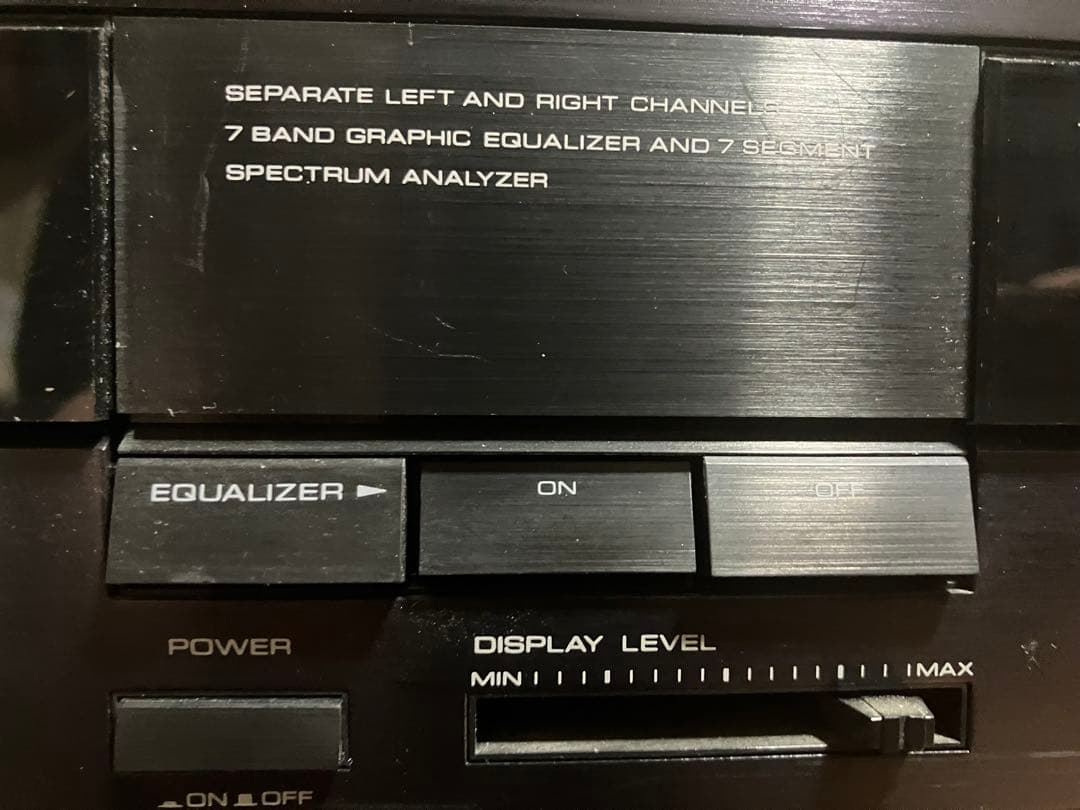 SEPARATE LEFT AND RIGHT CHANNELS
7 BAND GRAPHIC EQUALIZER AND 7 SEGMENT
SPECTRUM ANALYZER
EQUALIZER ON OFF
POWER
DISPLAY LEVEL
MIN MAX
ON OFF